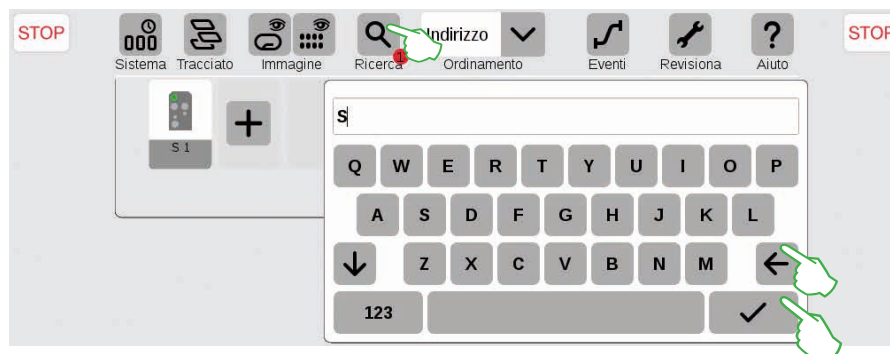 STOP
Indirizzo
STOP
Sistema Tracciato Immagine Ricerca 1 Ordinamento Eventi Revisiona Aiuto
S
S 1
Q W E R T Y U I O P
A S D F G H J K L
Z X C V B N M
123